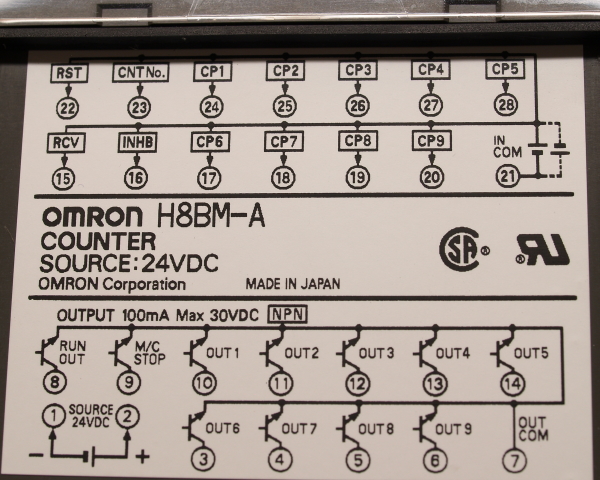 RST CNT No. CP1 CP2 CP3 CP4 CP5
22 23 24 25 26 27 28
RCV INHB CP6 CP7 CP8 CP9 IN COM
15 16 17 18 19 20 21
OMRON H8BM-A
COUNTER
SOURCE: 24VDC
OMRON Corporation MADE IN JAPAN
SA ® ® RU
OUTPUT 100mA Max 30VDC NPN
RUN OUT M/C STOP OUT1 OUT2 OUT3 OUT4 OUT5
8 9 10 11 12 13 14
1 SOURCE 24VDC 2 OUT6 OUT7 OUT8 OUT9 OUT COM
- + 3 4 5 6 7